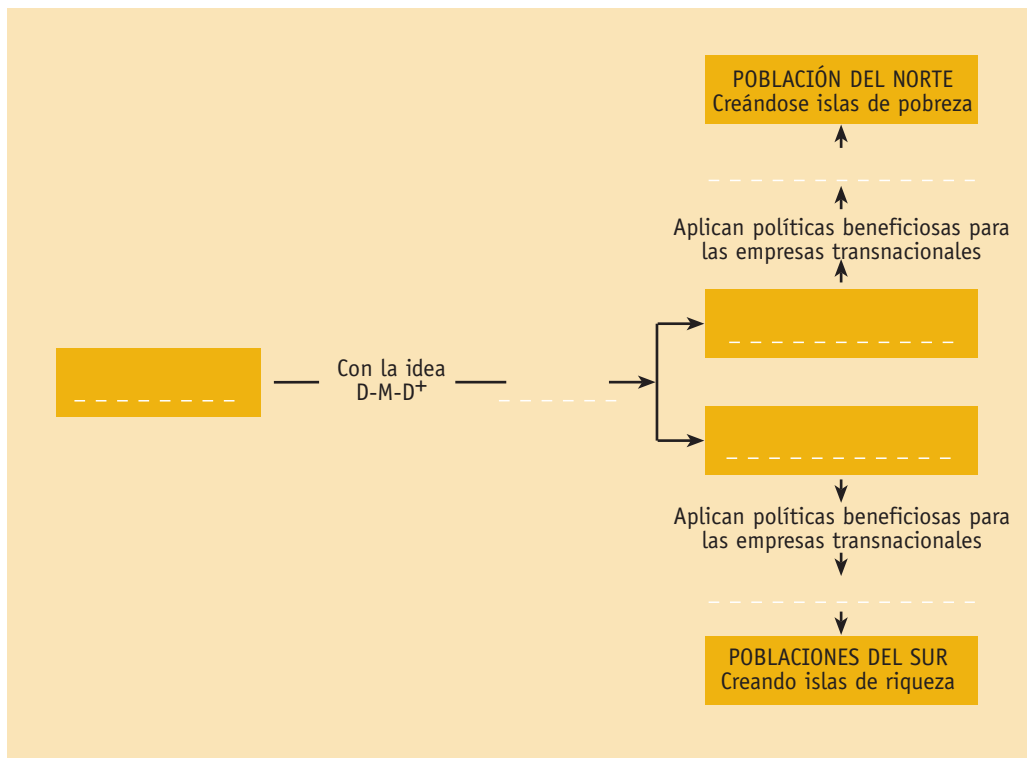 POBLACIÓN DEL NORTE
Creándose islas de pobreza
Aplican políticas beneficiosas para
las empresas transnacionales
Con la idea
D-M-D+
Aplican políticas beneficiosas para
las empresas transnacionales
POBLACIONES DEL SUR
Creando islas de riqueza